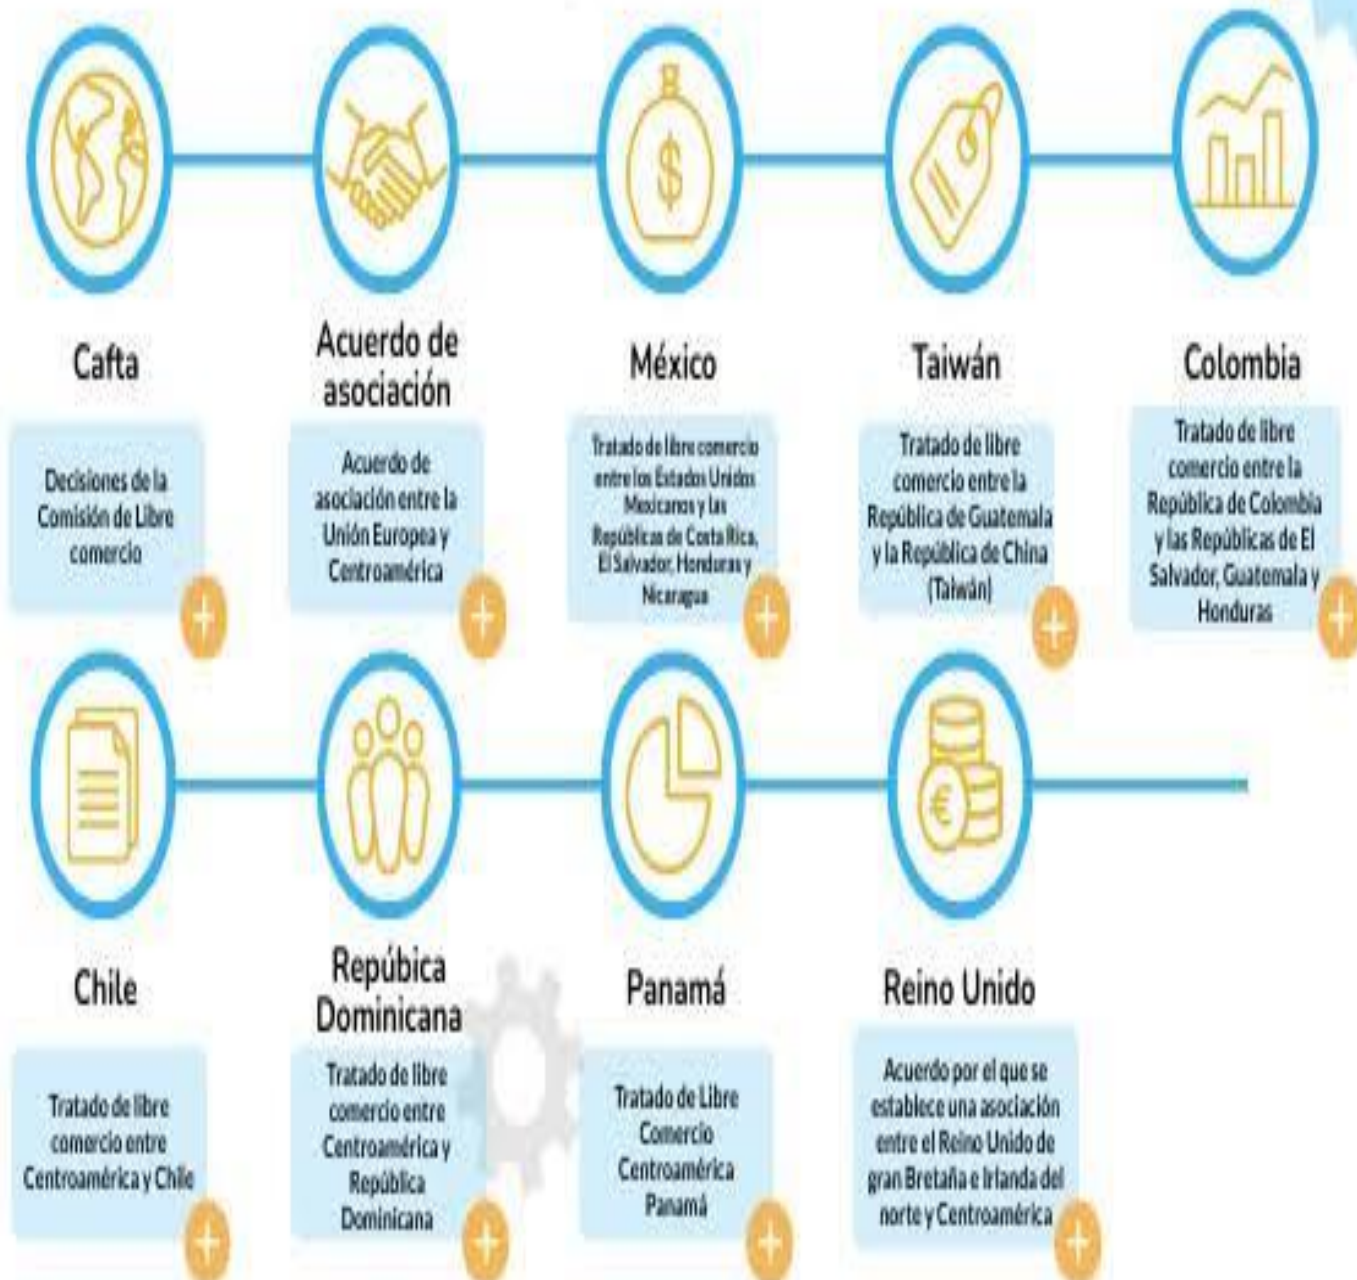 Cafta
Acuerdo de
asociación
México
Taiwán
Colombia
Decisiones de la
Comisión de Libre
comercio
Acuerdo de
asociación entre la
Unión Europea y
Centroamérica
Tratado de libre comercio
entre los Estados Unidos
Mexicanos y las
Repúblicas de Costa Rica,
El Salvador, Honduras y
Nicaragua
Tratado de libre
comercio entre la
República de Guatemala
y la República de China
(Taiwán)
Tratado de libre
comercio entre la
República de Colombia
y las Repúblicas de El
Salvador, Guatemala y
Honduras
Chile
Repúbica
Dominicana
Panamá
Reino Unido
Tratado de libre
comercio entre
Centroamérica y Chile
Tratado de libre
comercio entre
Centroamérica y
República
Dominicana
Tratado de Libre
Comercio
Centroamérica
Panamá
Acuerdo por el que se
establece una asociación
entre el Reino Unido de
gran Bretaña e Irlanda del
norte y Centroamérica